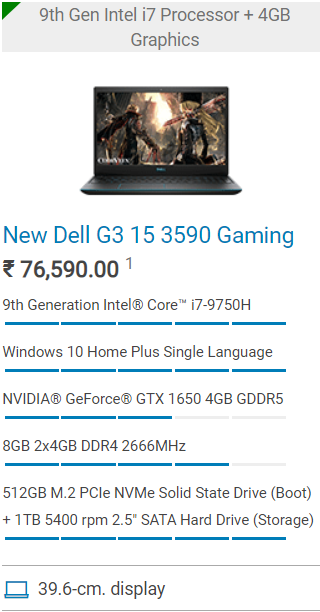 9th Gen Intel i7 Processor + 4GB
Graphics
CODE VEIN
DELL
New Dell G3 15 3590 Gaming
₹ 76,590.00 1
9th Generation Intel® Core™ i7-9750H
Windows 10 Home Plus Single Language
NVIDIA® GeForce® GTX 1650 4GB GDDR5
8GB 2x4GB DDR4 2666MHz
512GB M.2 PCIe NVMe Solid State Drive (Boot)
+ 1TB 5400 rpm 2.5" SATA Hard Drive (Storage)
39.6-cm. display